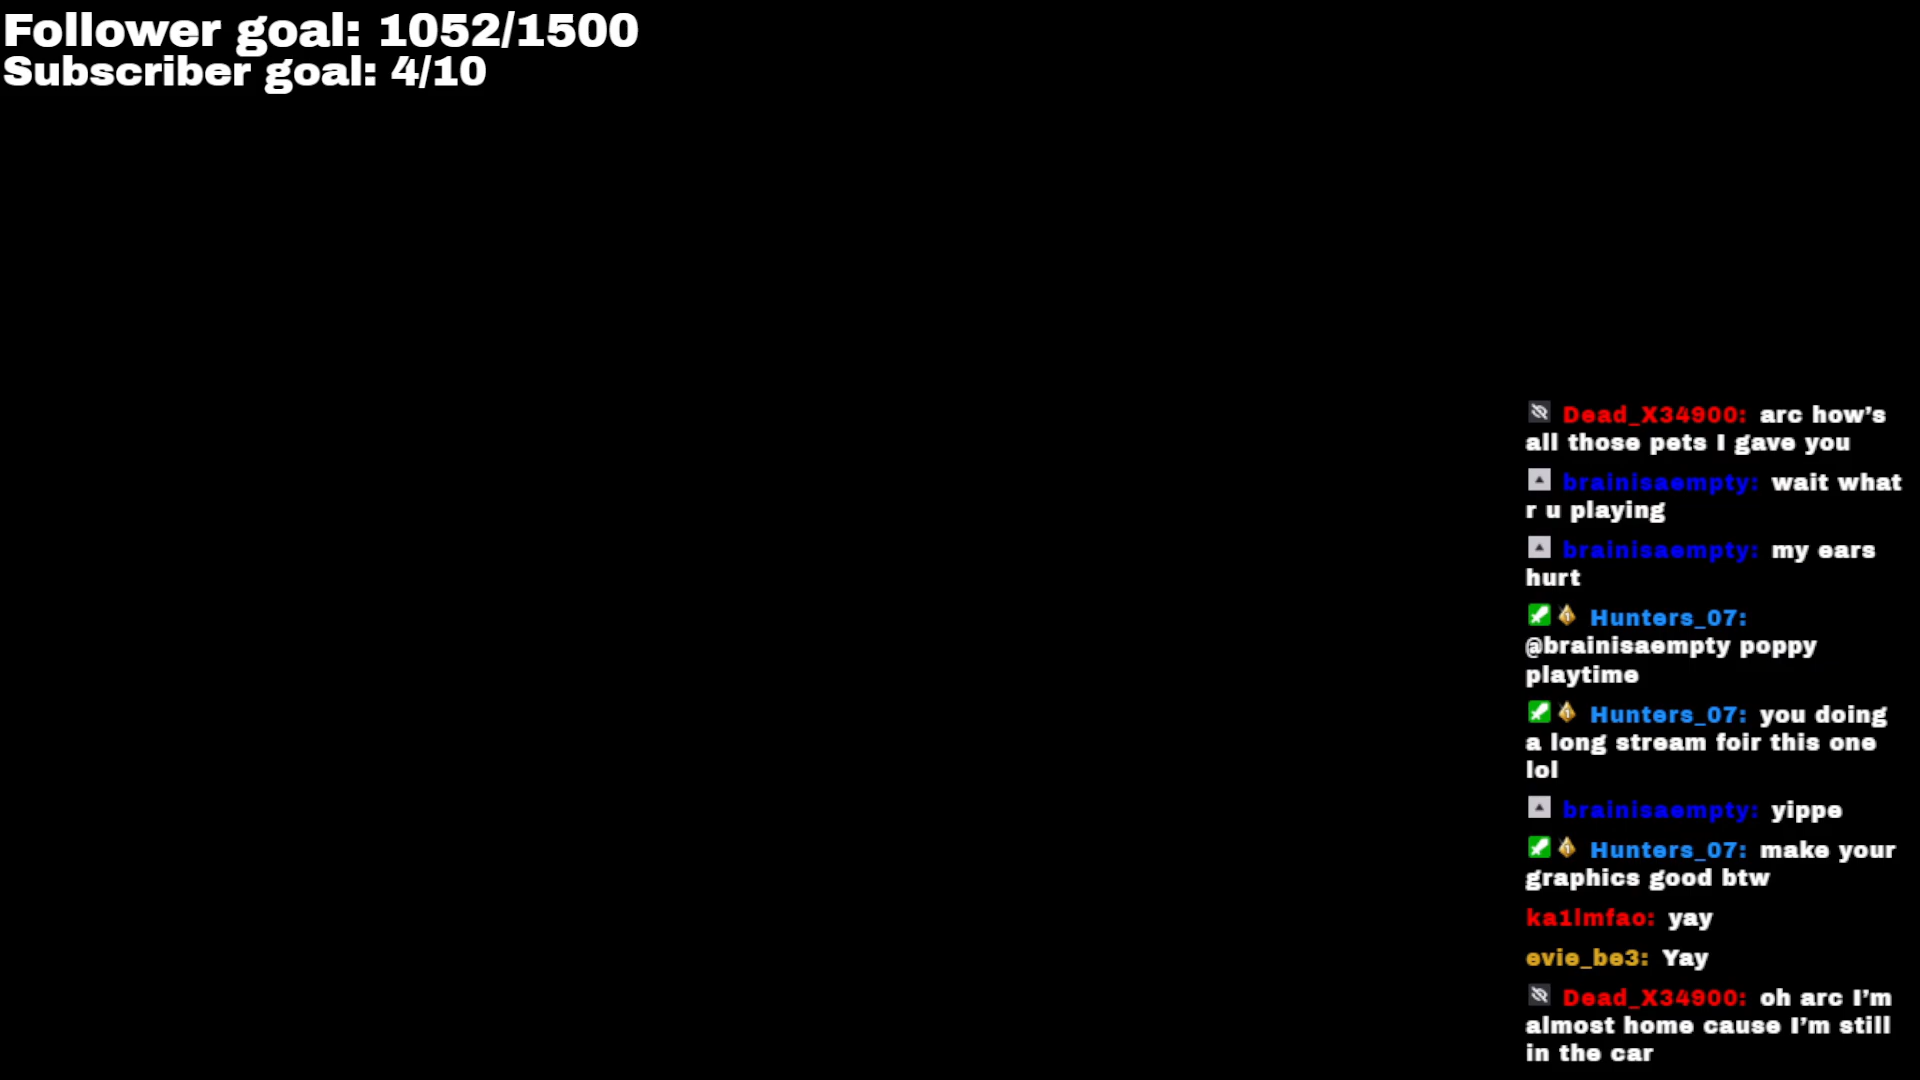 Follower goal: 1052/1500
Subscriber goal: 4/10
Dead_X34900: arc how's
all those pets I gave you
brainisaempty: wait what
r u playing
brainisaempty: my ears
hurt
Hunters_07:
@brainisaempty poppy
playtime
Hunters_07: you doing
a long stream foir this one
lol
brainisaempty: yippe
Hunters_07: make your
graphics good btw
ka1lmfao: yay
evie_be3: Yay
Dead_X34900: oh arc I'm
almost home cause I'm still
in the car